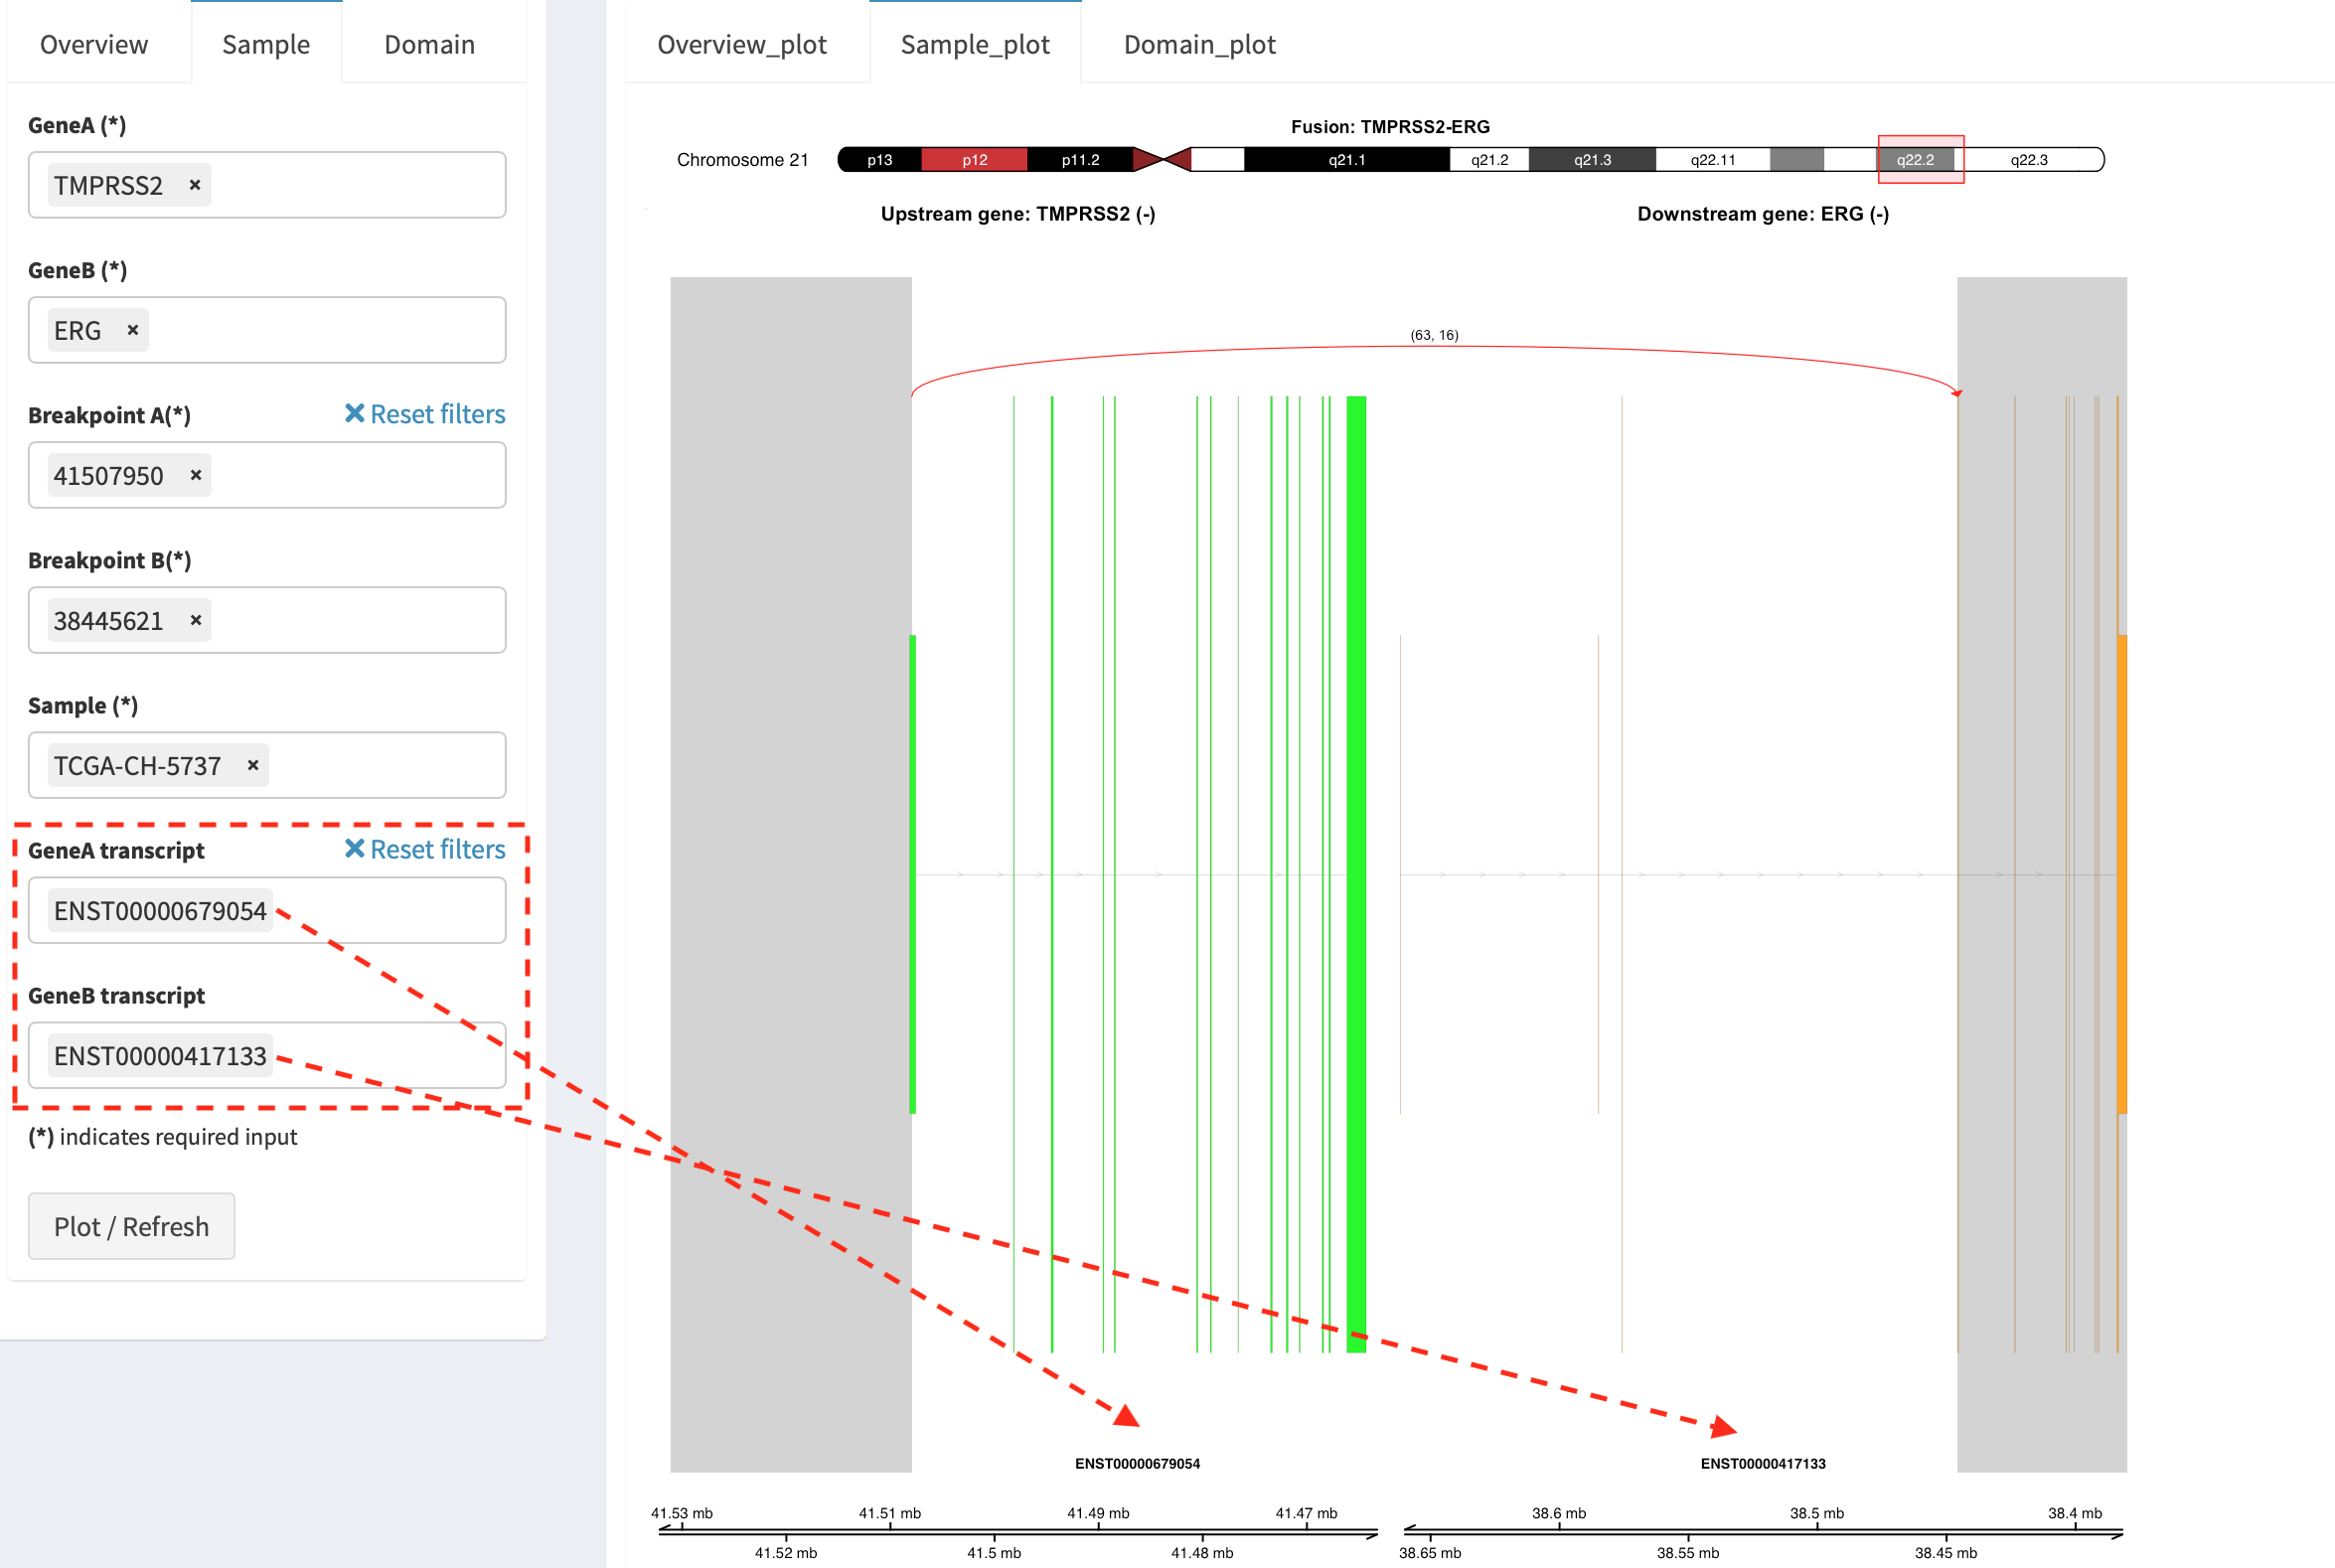 Overview Sample Domain
GeneA (*)
TMPRSS2 ×
GeneB (*)
ERG ×
Breakpoint A(*) ✕ Reset filters
41507950 ×
Breakpoint B(*)
38445621 ×
Sample (*)
TCGA-CH-5737 ×
GeneA transcript ✕ Reset filters
ENST00000679054
GeneB transcript
ENST00000417133
(*) indicates required input
Plot / Refresh
Overview_plot Sample_plot Domain_plot
Fusion: TMPRSS2-ERG
Chromosome 21 p13 p12 p11.2 q21.1 q21.2 q21.3 q22.11 q22.2 q22.3
Upstream gene: TMPRSS2 (-) Downstream gene: ERG (-)
(63, 16)
ENST00000679054 ENST00000417133
41.53 mb 41.51 mb 41.49 mb 41.47 mb 38.6 mb 38.5 mb 38.4 mb
41.52 mb 41.5 mb 41.48 mb 38.65 mb 38.55 mb 38.45 mb